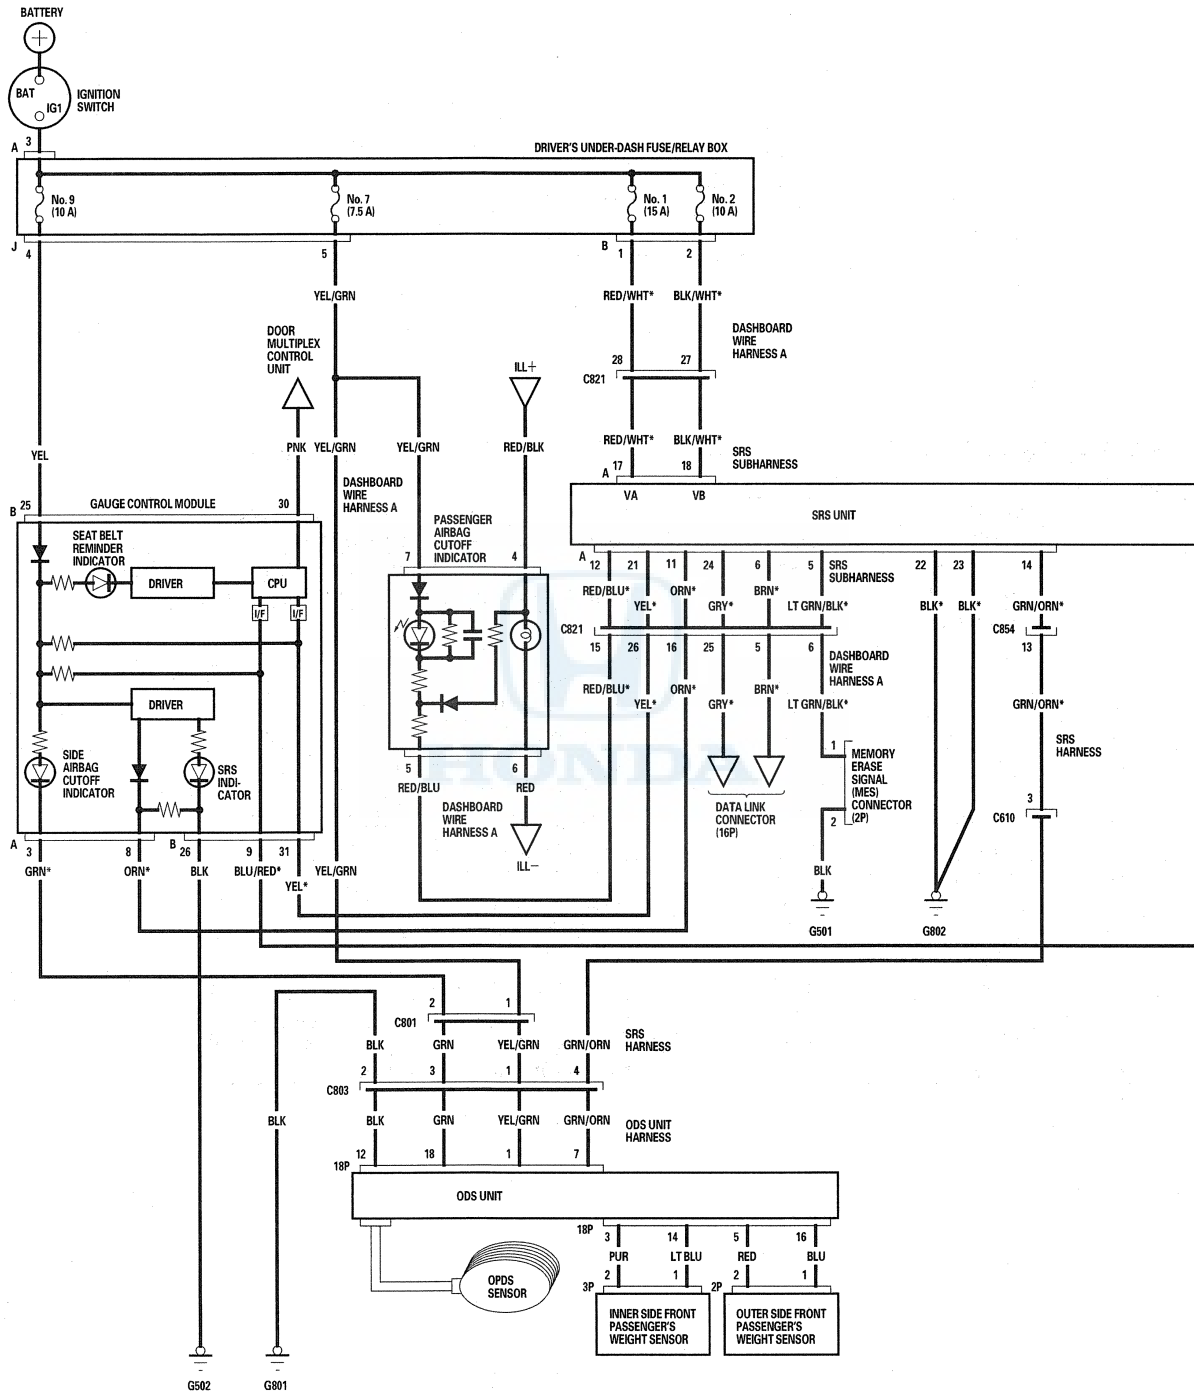 BATTERY
BAT
IG1
IGNITION
SWITCH
A 3
DRIVER'S UNDER-DASH FUSE/RELAY BOX
No. 9
(10 A)
No. 7
(7.5 A)
No. 1
(15 A)
No. 2
(10 A)
J 4
5
B 1
2
YEL/GRN
RED/WHT*
BLK/WHT*
DOOR
MULTIPLEX
CONTROL
UNIT
DASHBOARD
WIRE
HARNESS A
ILL+
28
27
C821
YEL
PNK
YEL/GRN
YEL/GRN
RED/BLK
RED/WHT*
BLK/WHT*
SRS
SUBHARNESS
A 17
18
VA
VB
SRS UNIT
DASHBOARD
WIRE
HARNESS A
B 25
GAUGE CONTROL MODULE
30
SEAT BELT
REMINDER
INDICATOR
DRIVER
CPU
I/F
I/F
DRIVER
SIDE
AIRBAG
CUTOFF
INDICATOR
SRS
INDI-
CATOR
PASSENGER
AIRBAG
CUTOFF
INDICATOR
7
4
A 12
21
11
24
6
5
SRS
SUBHARNESS
22
23
14
RED/BLU*
YEL*
ORN*
GRY*
BRN*
LT GRN/BLK*
BLK*
BLK*
GRN/ORN*
C821
C854
15
26
16
25
5
6
13
DASHBOARD
WIRE
HARNESS A
RED/BLU*
YEL*
ORN*
GRY*
BRN*
LT GRN/BLK*
GRN/ORN*
SRS
HARNESS
HONDA
1
MEMORY
ERASE
SIGNAL
(MES)
CONNECTOR
(2P)
2
DATA LINK
CONNECTOR
(16P)
3
C610
5
6
RED/BLU
RED
DASHBOARD
WIRE
HARNESS A
ILL−
A 3
8
B 26
9
31
GRN*
ORN*
BLK
BLU/RED*
YEL*
YEL/GRN
BLK
G501
G802
2
1
C801
BLK
GRN
YEL/GRN
GRN/ORN
SRS
HARNESS
2
3
1
4
C803
BLK
BLK
GRN
YEL/GRN
GRN/ORN
ODS UNIT
HARNESS
12
18
1
7
18P
ODS UNIT
18P
3
14
5
16
PUR
LT BLU
RED
BLU
2
1
2
1
3P
2P
OPDS
SENSOR
INNER SIDE FRONT
PASSENGER'S
WEIGHT SENSOR
OUTER SIDE FRONT
PASSENGER'S
WEIGHT SENSOR
G502
G801